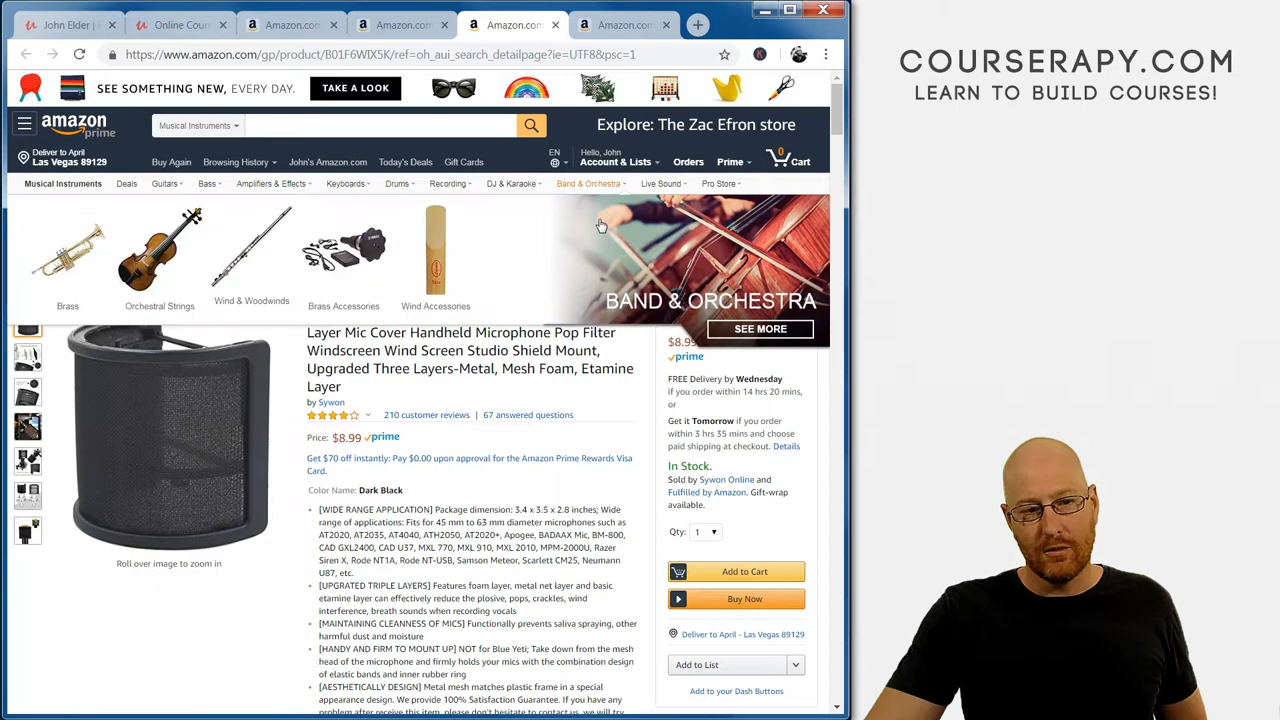 John Elder
Online Cour
Amazon.com
Amazon.com
Amazon.com
Amazon.com
https://www.amazon.com/gp/product/B01F6WIX5K/ref=oh_aui_search_detailpage?ie=UTF8&psc=1
COURSERAPY.COM
LEARN TO BUILD COURSES!
SEE SOMETHING NEW, EVERY DAY.
TAKE A LOOK
amazon prime
Musical Instruments
Explore: The Zac Efron store
Deliver to April
Las Vegas 89129
Buy Again
Browsing History
John's Amazon.com
Today's Deals
Gift Cards
EN
Hello, John
Account & Lists
Orders
Prime
0
Cart
Musical Instruments
Deals
Guitars
Bass
Amplifiers & Effects
Keyboards
Drums
Recording
DJ & Karaoke
Band & Orchestra
Live Sound
Pro Store
Brass
Orchestral Strings
Wind & Woodwinds
Brass Accessories
Wind Accessories
BAND & ORCHESTRA
SEE MORE
Layer Mic Cover Handheld Microphone Pop Filter
Windscreen Wind Screen Studio Shield Mount,
Upgraded Three Layers-Metal, Mesh Foam, Etamine
Layer
by Sywon
210 customer reviews | 67 answered questions
Price: $8.99 prime
Get $70 off instantly: Pay $0.00 upon approval for the Amazon Prime Rewards Visa
Card.
Color Name: Dark Black
[WIDE RANGE APPLICATION] Package dimension: 3.4 x 3.5 x 2.8 inches; Wide
range of applications: Fits for 45 mm to 63 mm diameter microphones such as
AT2020, AT2035, AT4040, ATH2050, AT2020+, Apogee, BADAAX Mic, BM-800,
CAD GXL2400, CAD U37, MXL 770, MXL 910, MXL 2010, MPM-2000U, Razer
Siren X, Rode NT1A, Rode NT-USB, Samson Meteor, Scarlett CM25, Neumann
U87, etc.
[UPGRADED TRIPLE LAYERS] Features foam layer, metal net layer and basic
etamine layer can effectively reduce the plosive, pops, crackles, wind
interference, breath sounds when recording vocals
[MAINTAINING CLEANNESS OF MICS] Functionally prevents saliva spraying, other
harmful dust and moisture
[HANDY AND FIRM TO MOUNT UP] NOT for Blue Yeti; Take down from the mesh
head of the microphone and firmly holds your mics with the combination design
of elastic bands and inner rubber ring
[AESTHETICALLY DESIGN] Metal mesh matches plastic frame in a special
appearance design. We provide 100% Satisfaction Guarantee. If you have any
problem after receive this item, please don't hesitate to contact us, we will try
Roll over image to zoom in
$8.99
prime
FREE Delivery by Wednesday
if you order within 14 hrs 20 mins,
or
Get it Tomorrow if you order
within 3 hrs 35 mins and choose
paid shipping at checkout. Details
In Stock.
Sold by Sywon Online and
Fulfilled by Amazon. Gift-wrap
available.
Qty: 1
Add to Cart
Buy Now
Deliver to April - Las Vegas 89129
Add to List
Add to your Dash Buttons